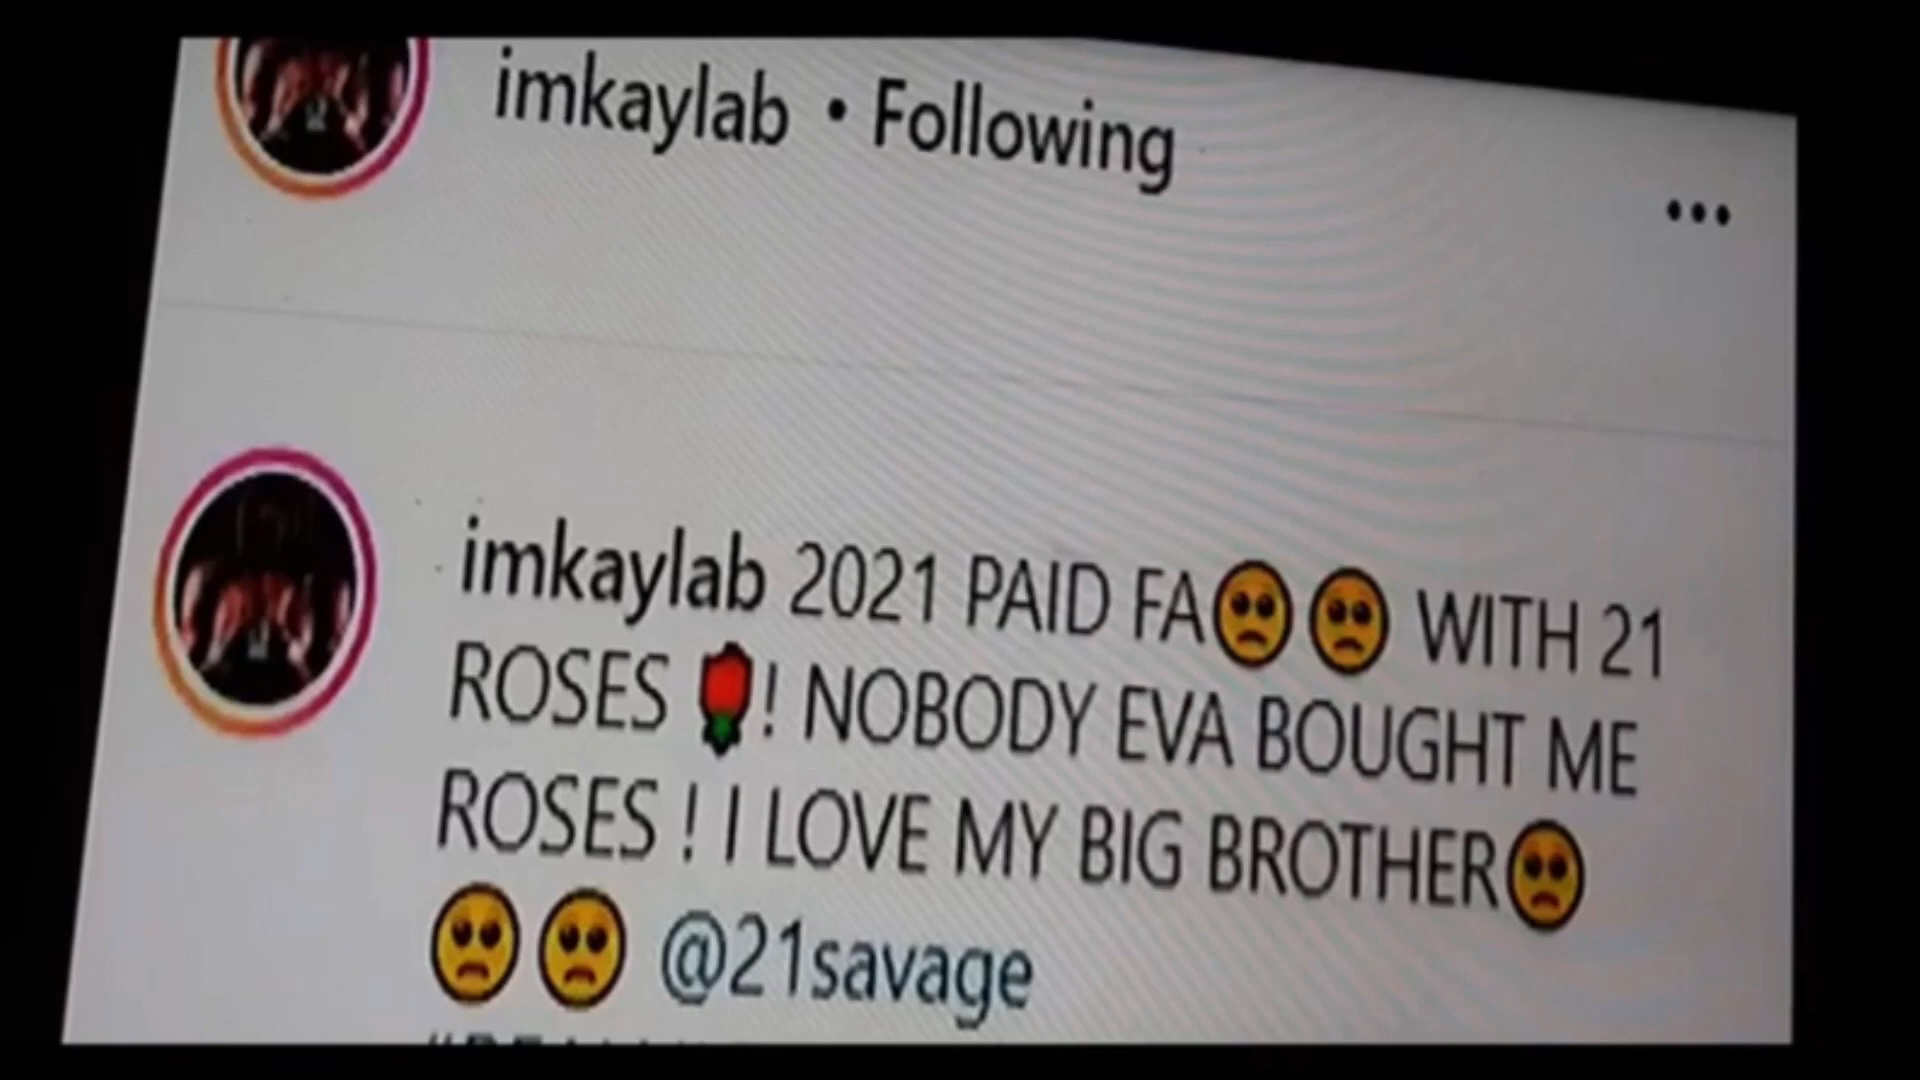 imkaylab • Following
imkaylab 2021 PAID FA🥺🥺 WITH 21
ROSES 🌹! NOBODY EVA BOUGHT ME
ROSES ! I LOVE MY BIG BROTHER🥺
🥺🥺 @21savage